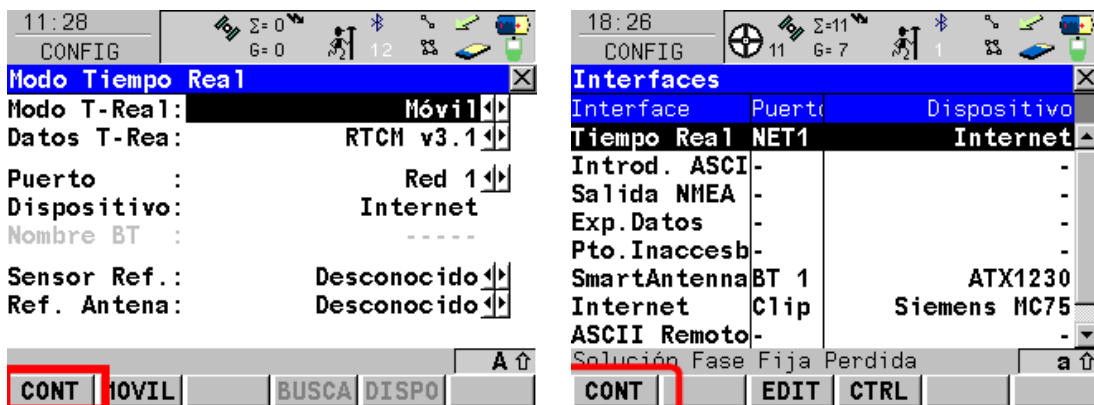 11:28
CONFIG
Σ= 0
G= 0
12
Modo Tiempo Real
Modo T-Real: Móvil
Datos T-Rea: RTCM v3.1
Puerto : Red 1
Dispositivo: Internet
Nombre BT : -----
Sensor Ref.: Desconocido
Ref. Antena: Desconocido
A
CONT MOVIL BUSCA DISPO
18:26
CONFIG
11
Σ=11
G= 7
1
Interfaces
Interface Puerto Dispositivo
Tiempo Real NET1 Internet
Introd. ASCI - -
Salida NMEA - -
Exp.Datos - -
Pto.Inaccesb - -
SmartAntenna BT 1 ATX1230
Internet Clip Siemens MC75
ASCII Remoto - -
Solución Fase Fija Perdida a
CONT EDIT CTRL